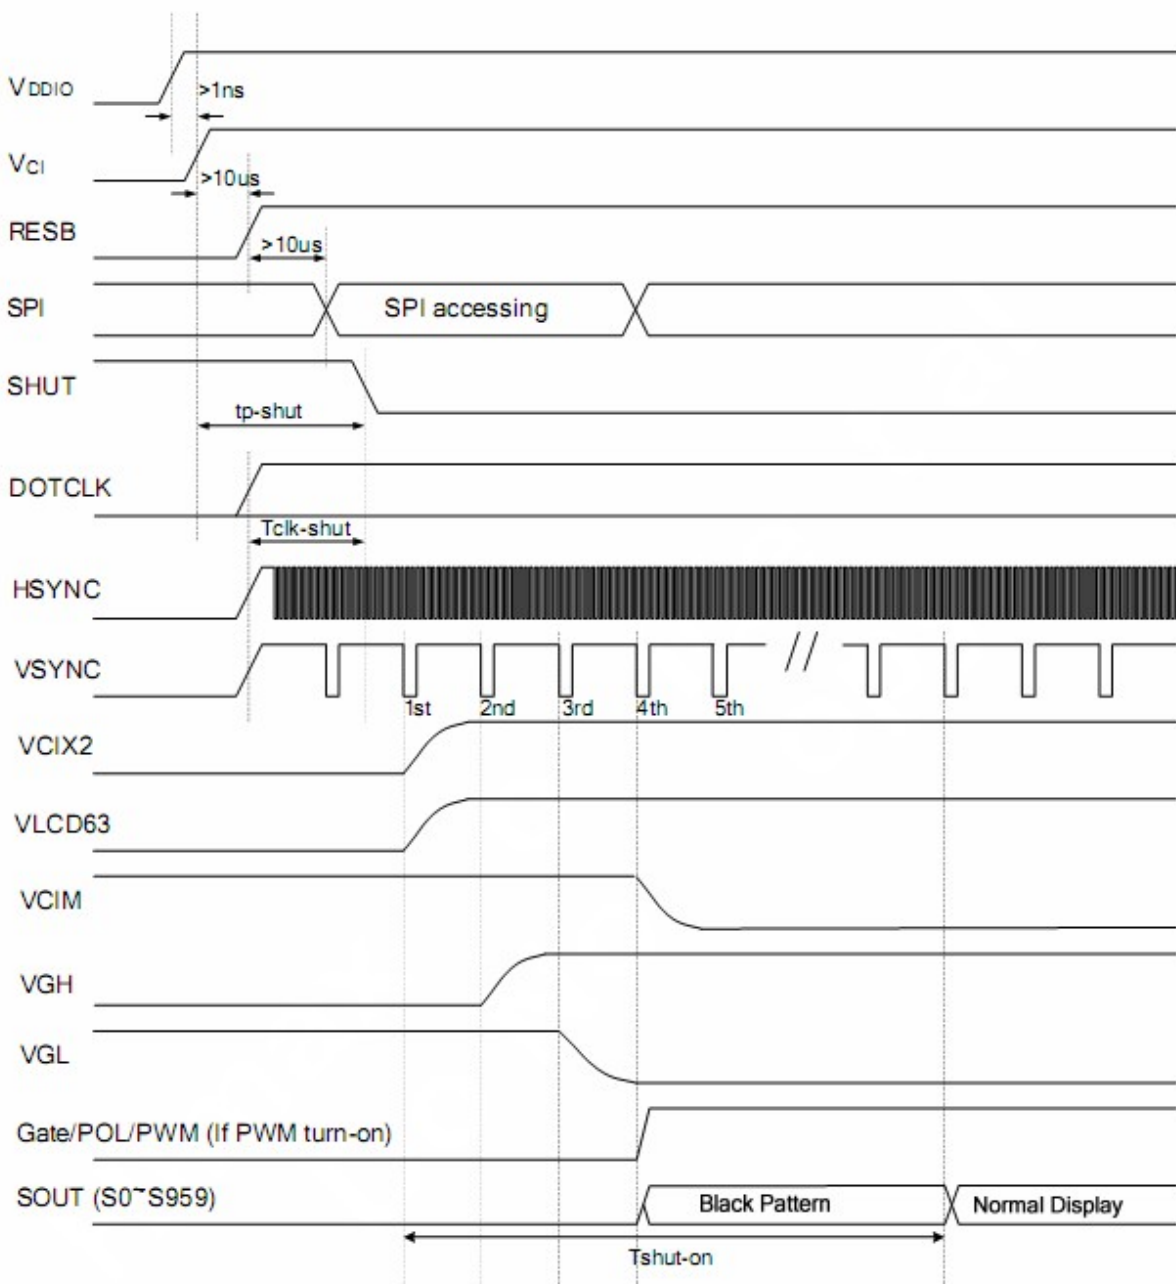 VDDIO
>1ns
VCI
>10us
RESB
>10us
SPI
SPI accessing
SHUT
tp-shut
DOTCLK
Tclk-shut
HSYNC
VSYNC
//
1st 2nd 3rd 4th 5th
VCIX2
VLCD63
VCIM
VGH
VGL
Gate/POL/PWM (If PWM turn-on)
SOUT (S0~S959)
Black Pattern
Normal Display
Tshut-on